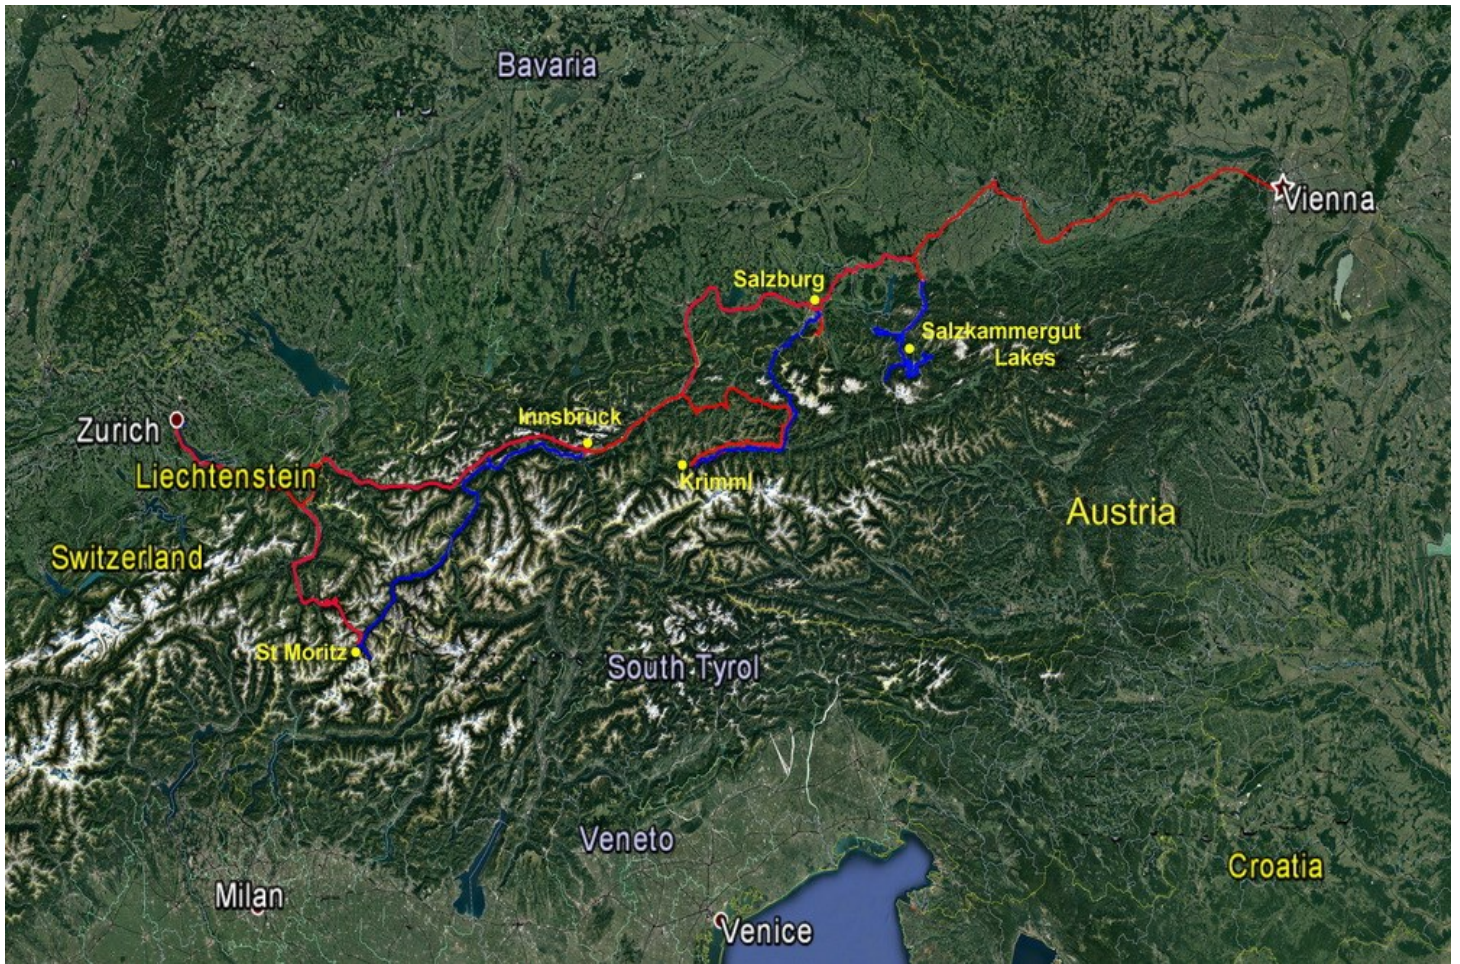 Bavaria
Vienna
Salzburg
Salzkammergut
Lakes
Innsbruck
Zurich
Liechtenstein
Krimml
Austria
Switzerland
St Moritz
South Tyrol
Veneto
Croatia
Milan
Venice